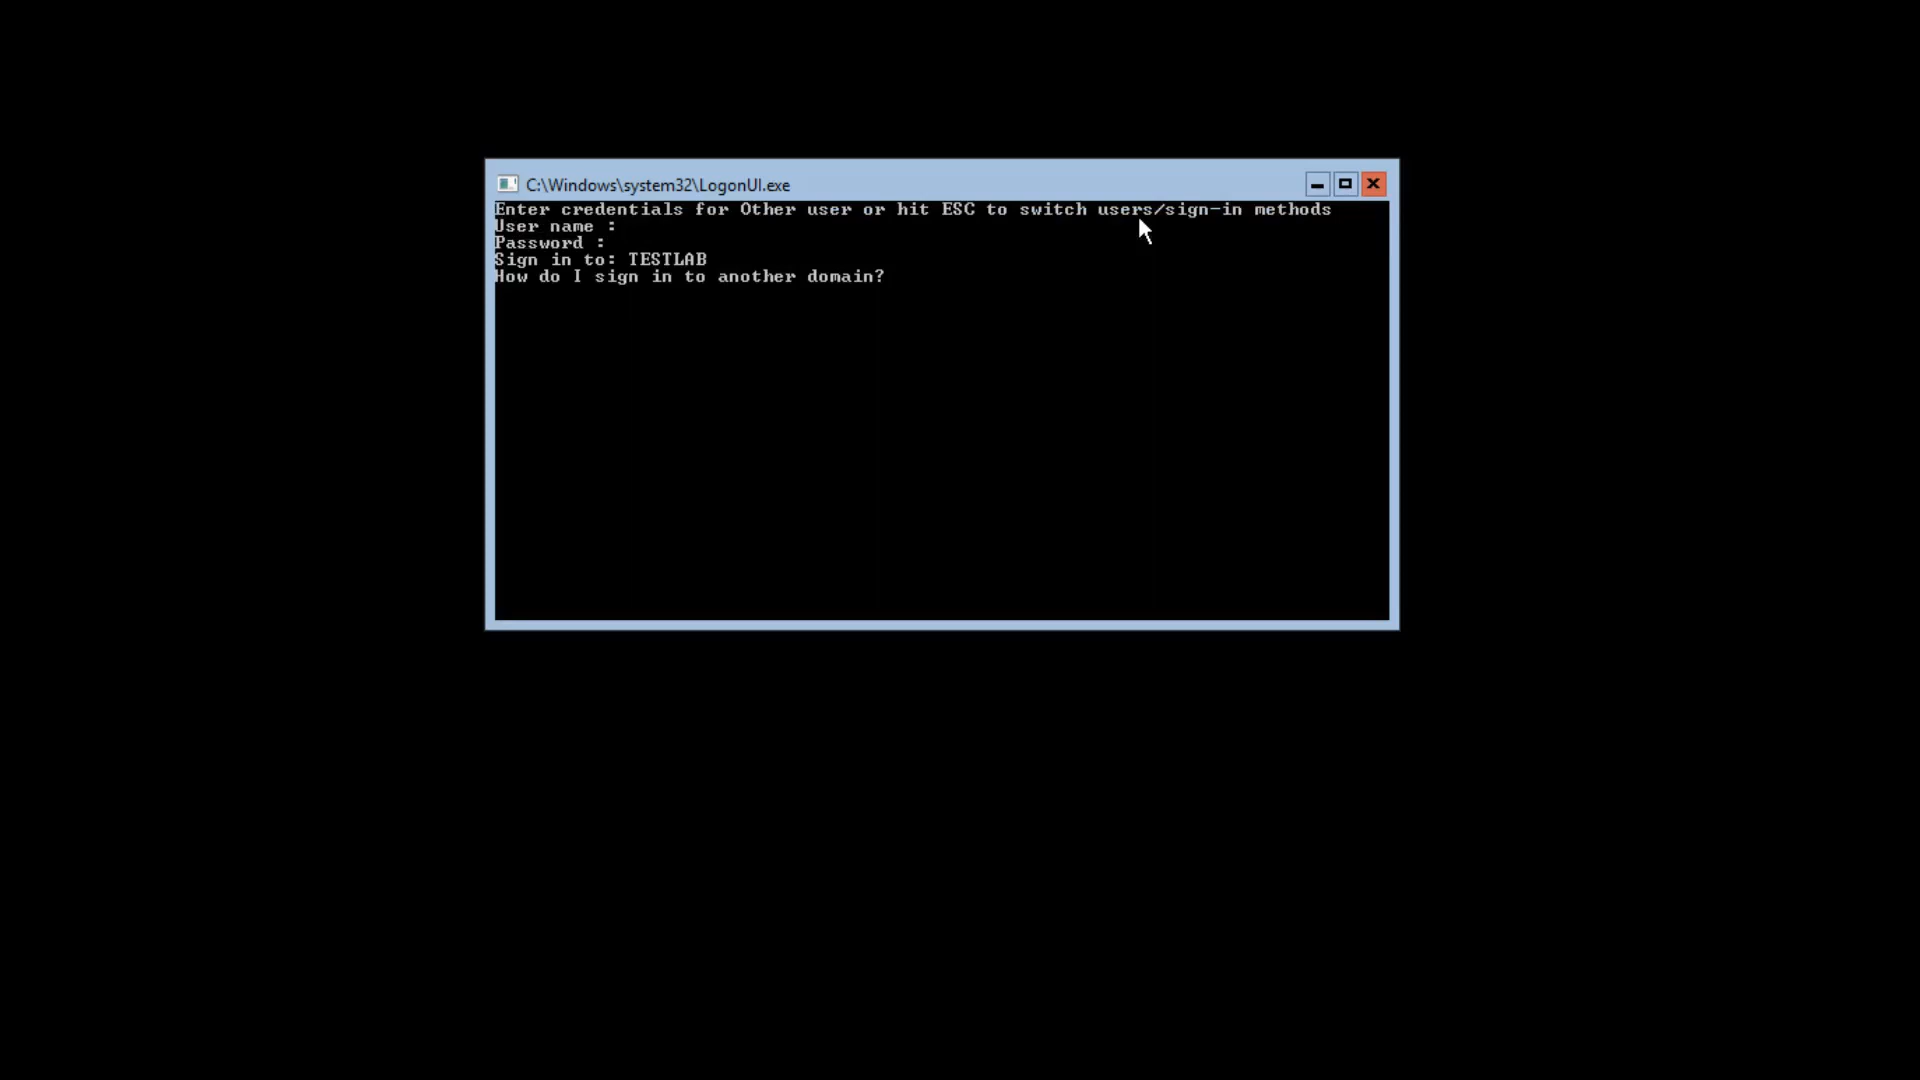 C:\Windows\system32\LogonUI.exe
Enter credentials for Other user or hit ESC to switch users/sign-in methods
User name :
Password :
Sign in to: TESTLAB
How do I sign in to another domain?